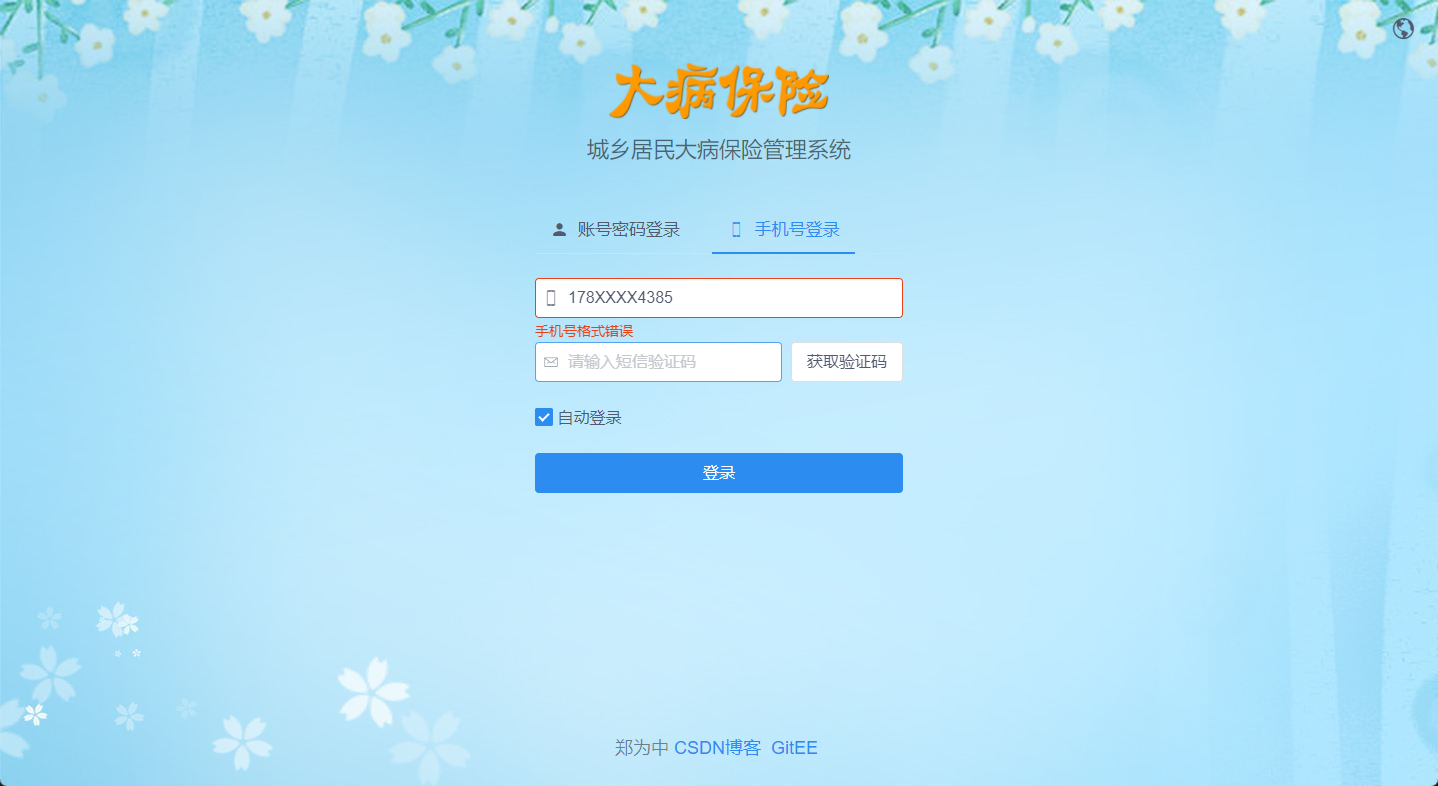 大病保险
城乡居民大病保险管理系统
账号密码登录 手机号登录
178XXXX4385
手机号格式错误
请输入短信验证码 获取验证码
自动登录
登录
郑为中 CSDN博客 GitEE